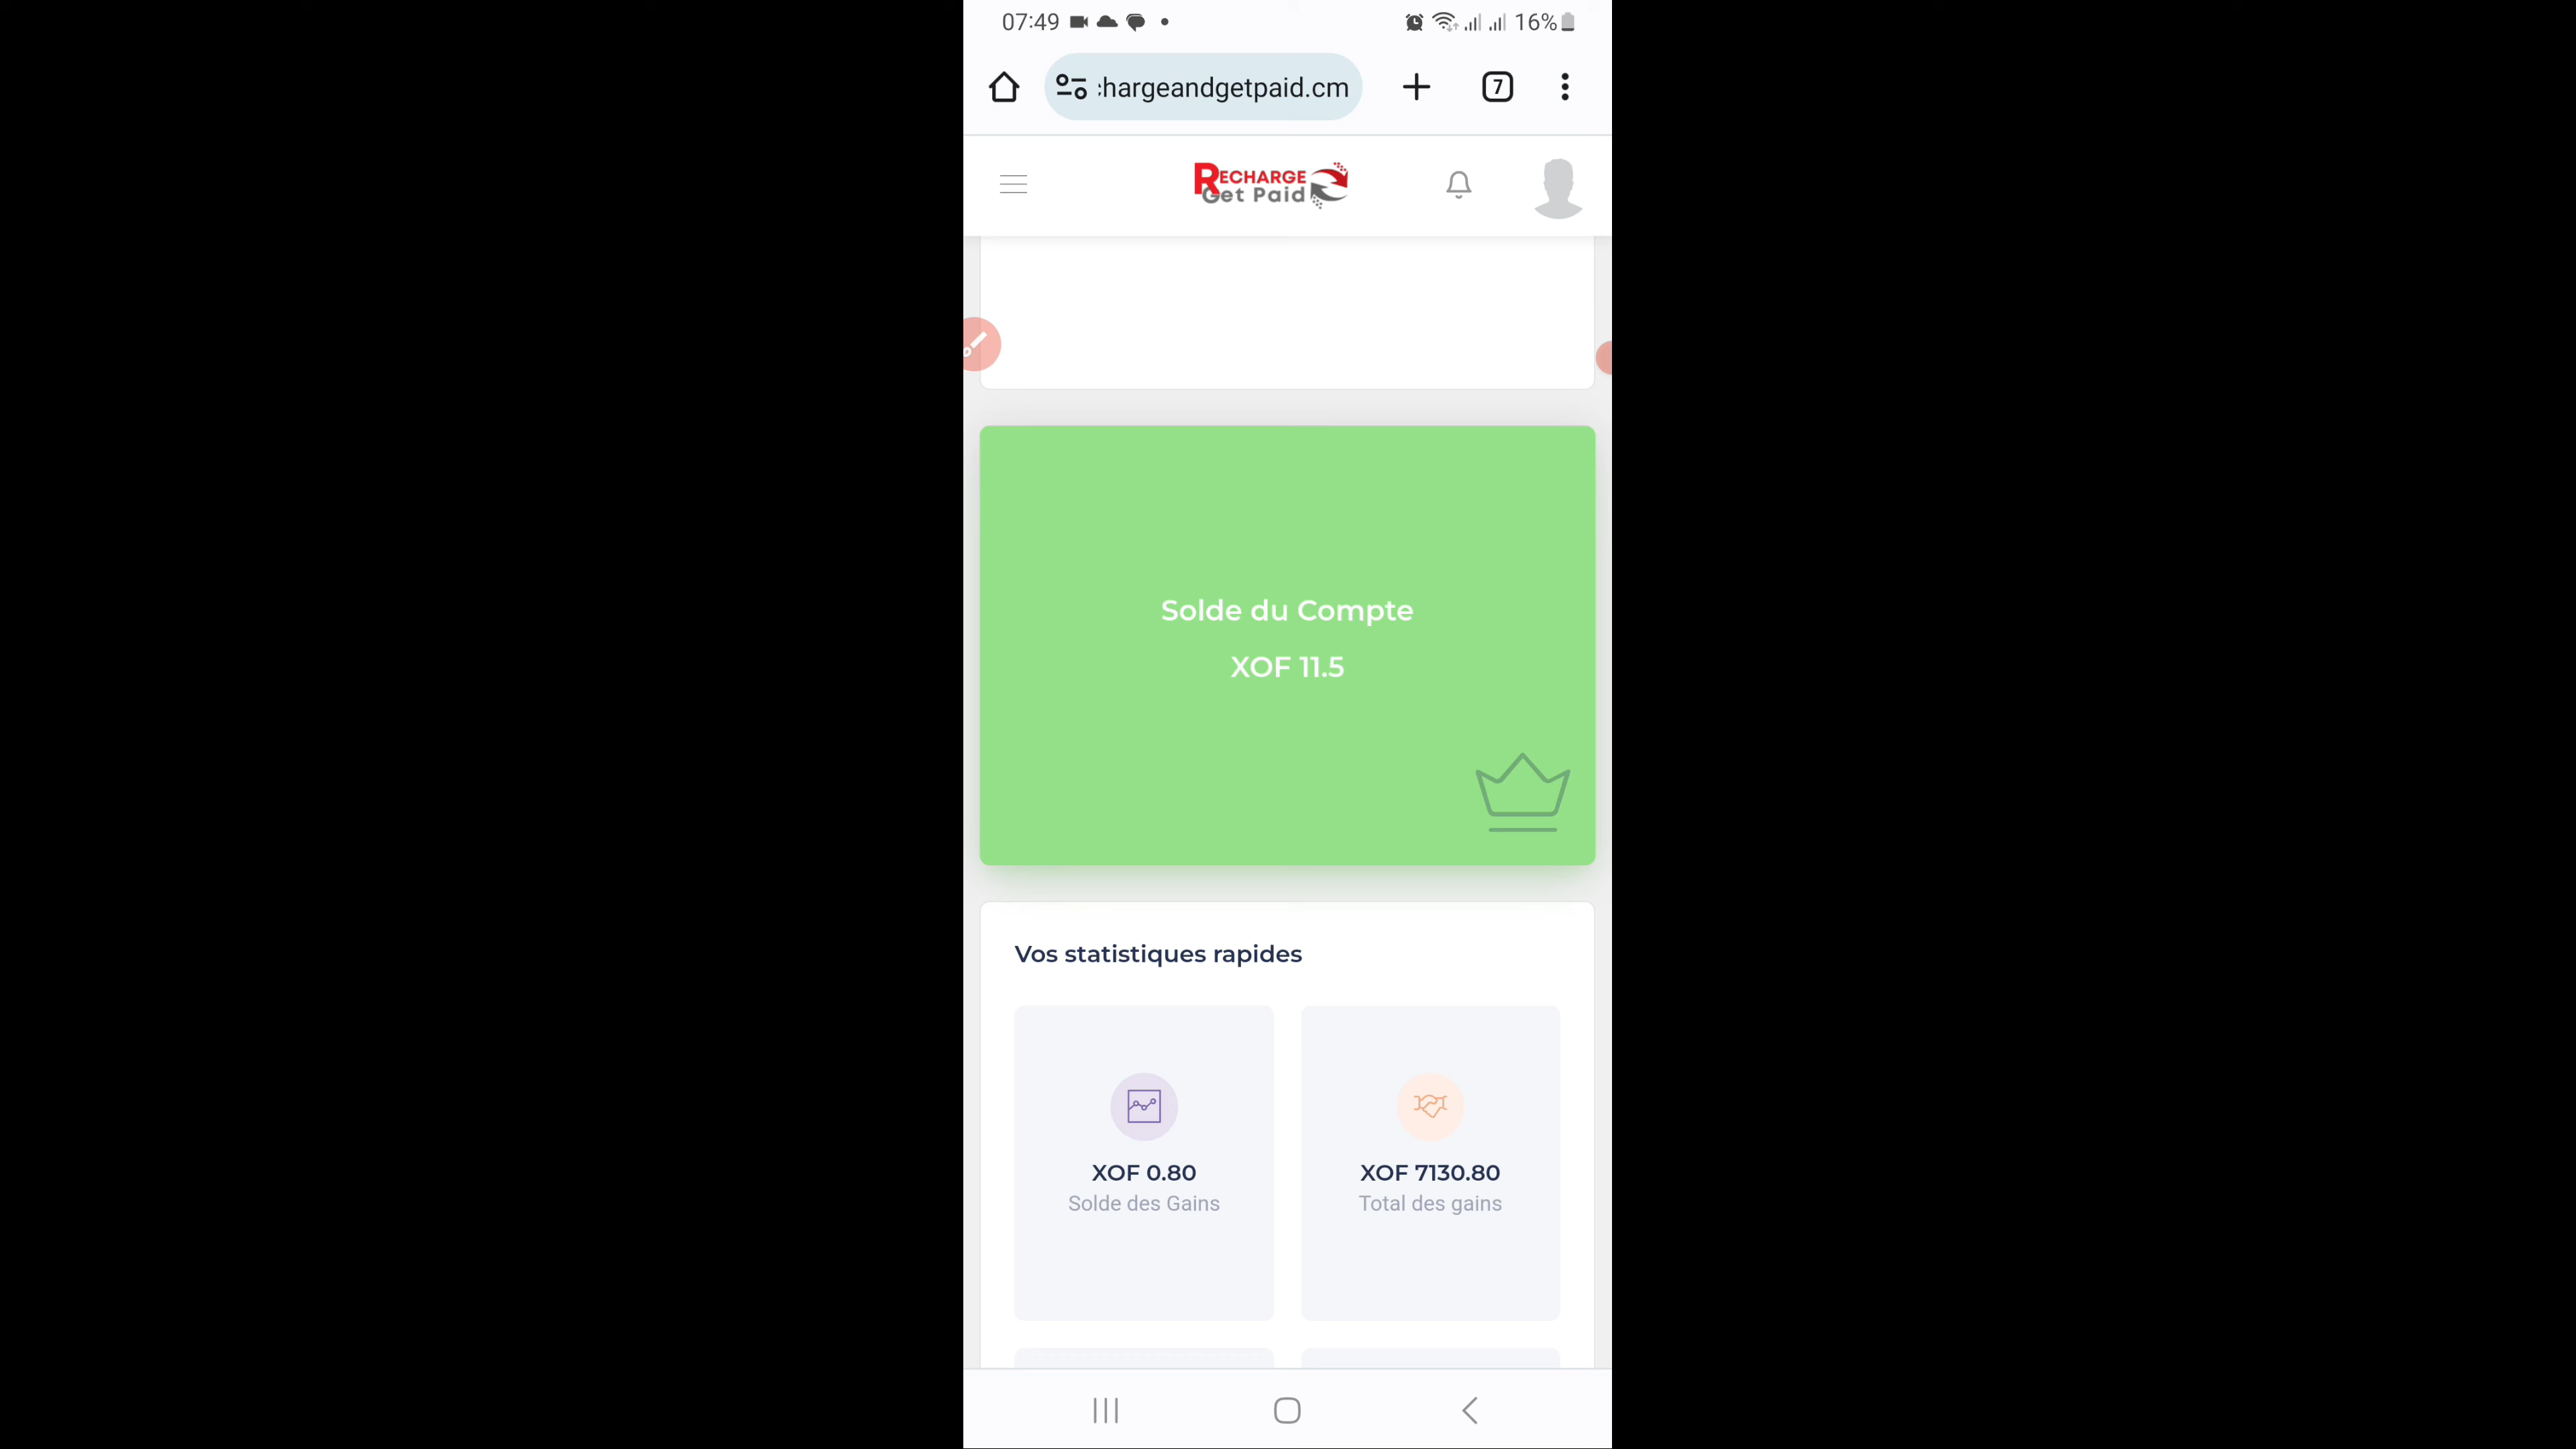 07:49
16%
chargeandgetpaid.cm
7
RECHARGE
Get Paid
Solde du Compte
XOF 11.5
Vos statistiques rapides
XOF 0.80
Solde des Gains
XOF 7130.80
Total des gains